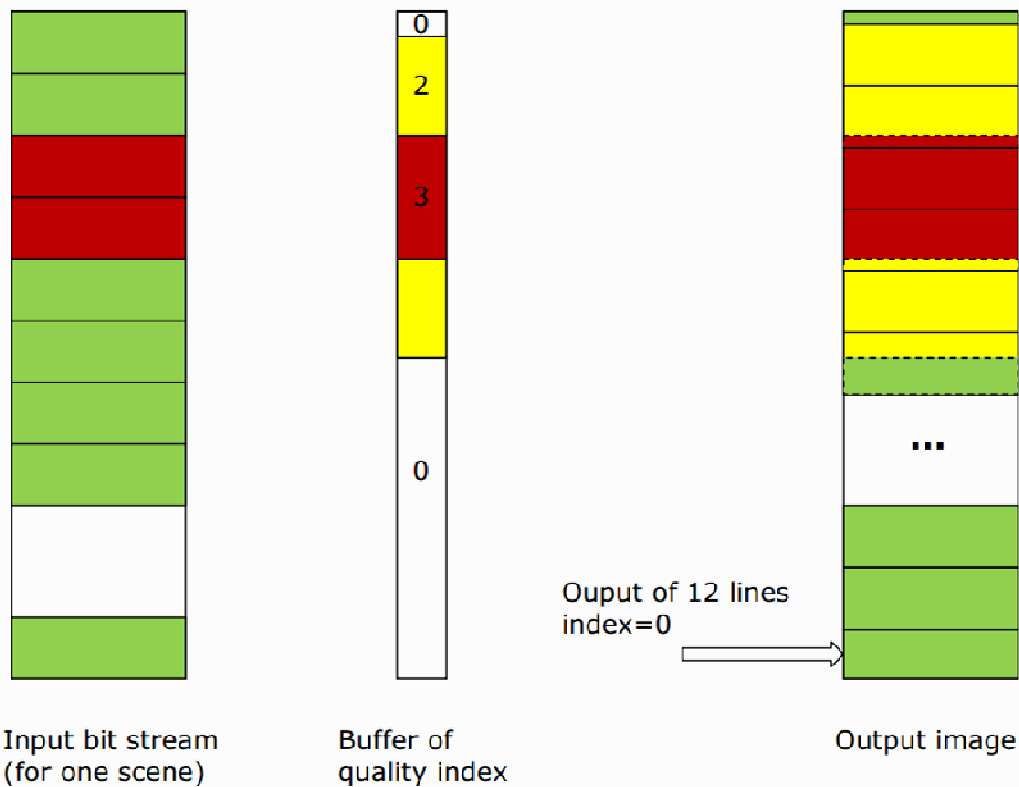 0
2
3
0
...
Ouput of 12 lines
index=0
Input bit stream
(for one scene)
Buffer of
quality index
Output image